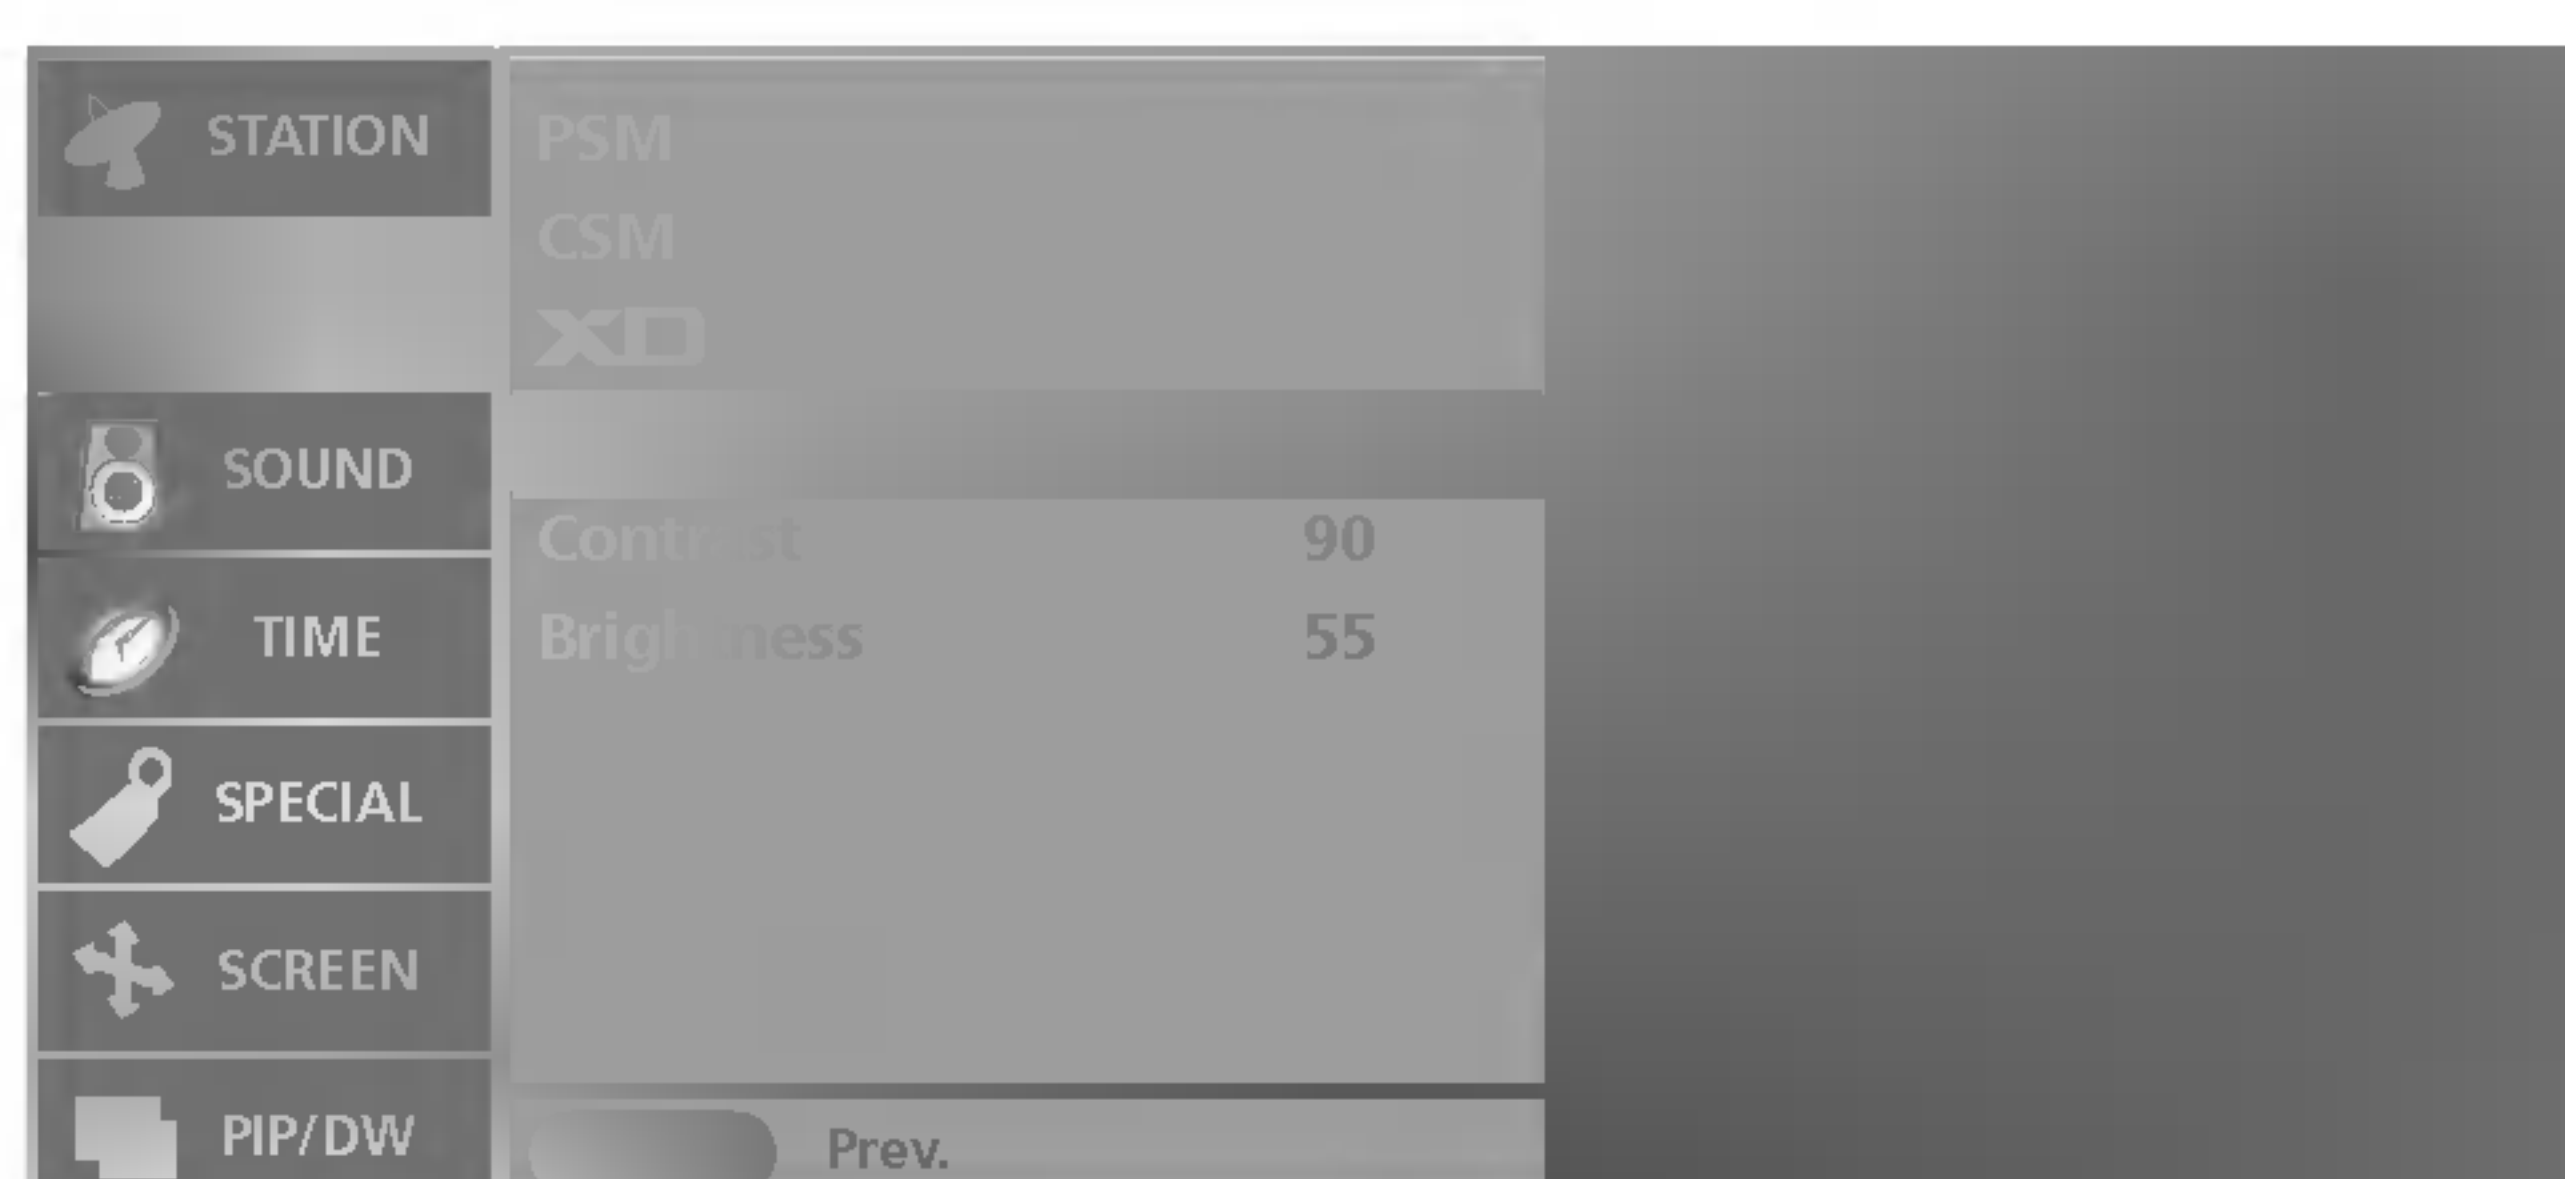 STATION
SOUND
TIME
SPECIAL
SCREEN
PIP/DW
PSM
CSM
XD
Contrast 90
Brightness 55
Prev.